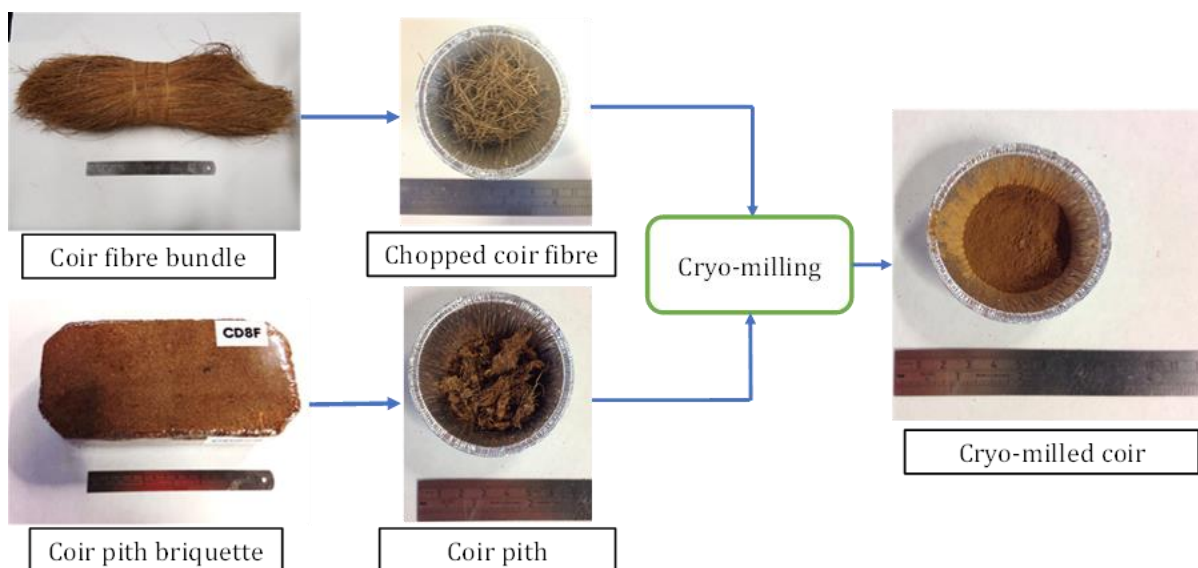 Coir fibre bundle
Chopped coir fibre
Cryo-milling
CD8F
Coir pith briquette
Coir pith
Cryo-milled coir